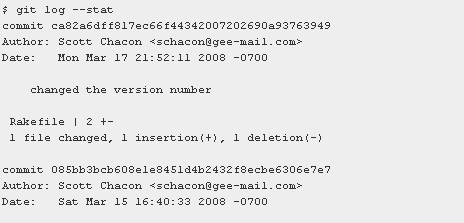 $ git log --stat
commit ca82a6dff817ec66f44342007202690a93763949
Author: Scott Chacon <schacon@gee-mail.com>
Date:   Mon Mar 17 21:52:11 2008 -0700

    changed the version number

 Rakefile | 2 +-
 1 file changed, 1 insertion(+), 1 deletion(-)

commit 085bb3bcb608e1e8451d4b2432f8ecbe6306e7e7
Author: Scott Chacon <schacon@gee-mail.com>
Date:   Sat Mar 15 16:40:33 2008 -0700